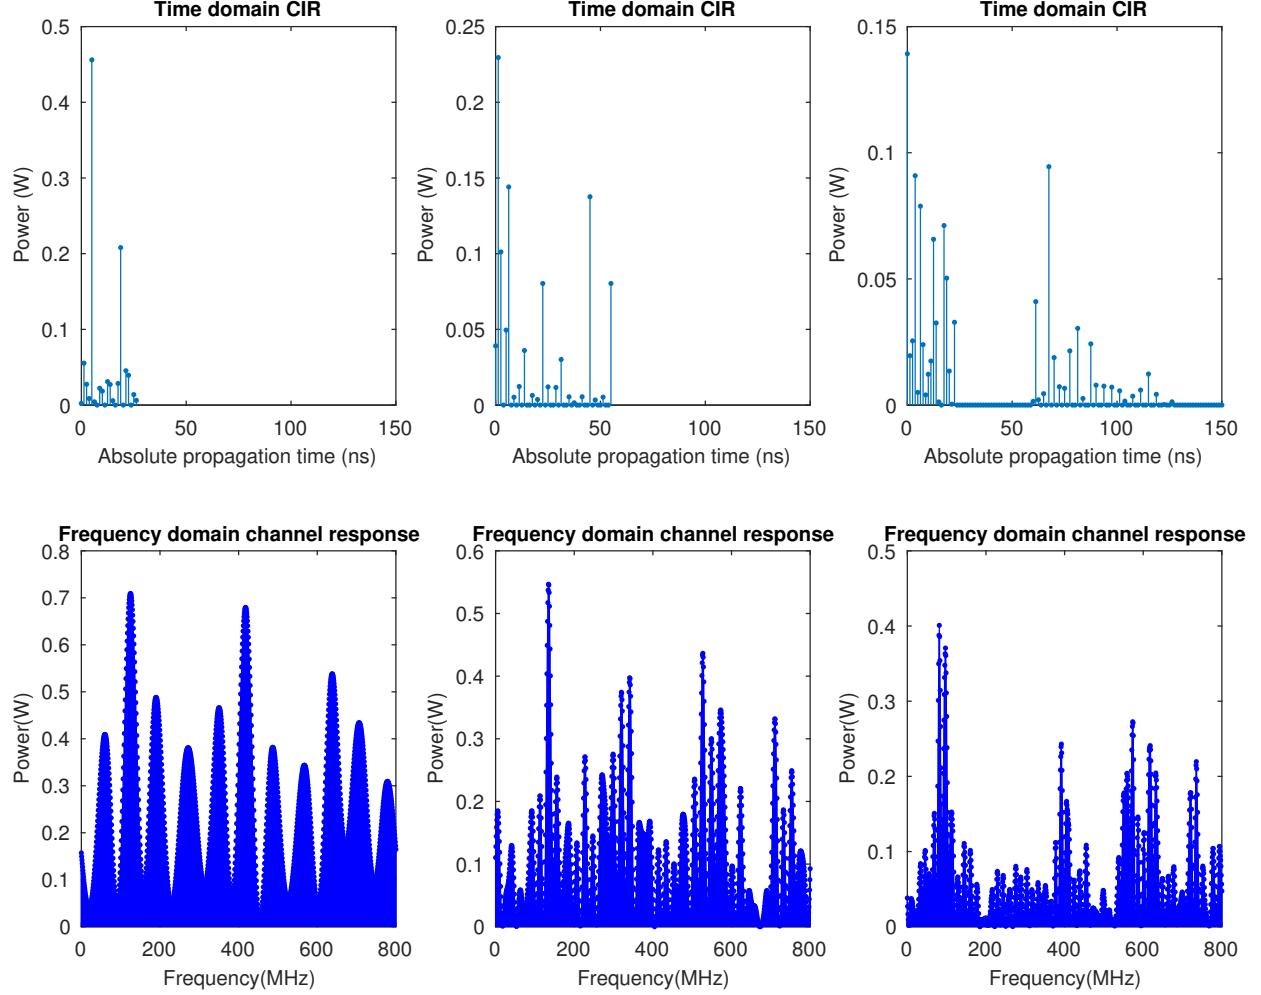 Time domain CIR
Time domain CIR
Time domain CIR
0.5
0.4
0.3
0.2
0.1
0
Power (W)
0 50 100 150
Absolute propagation time (ns)
0.25
0.2
0.15
0.1
0.05
0
Power (W)
0 50 100 150
Absolute propagation time (ns)
0.15
0.1
0.05
0
Power (W)
0 50 100 150
Absolute propagation time (ns)
Frequency domain channel response
Frequency domain channel response
Frequency domain channel response
0.8
0.7
0.6
0.5
0.4
0.3
0.2
0.1
0
Power(W)
0 200 400 600 800
Frequency(MHz)
0.6
0.5
0.4
0.3
0.2
0.1
0
Power(W)
0 200 400 600 800
Frequency(MHz)
0.5
0.4
0.3
0.2
0.1
0
Power(W)
0 200 400 600 800
Frequency(MHz)